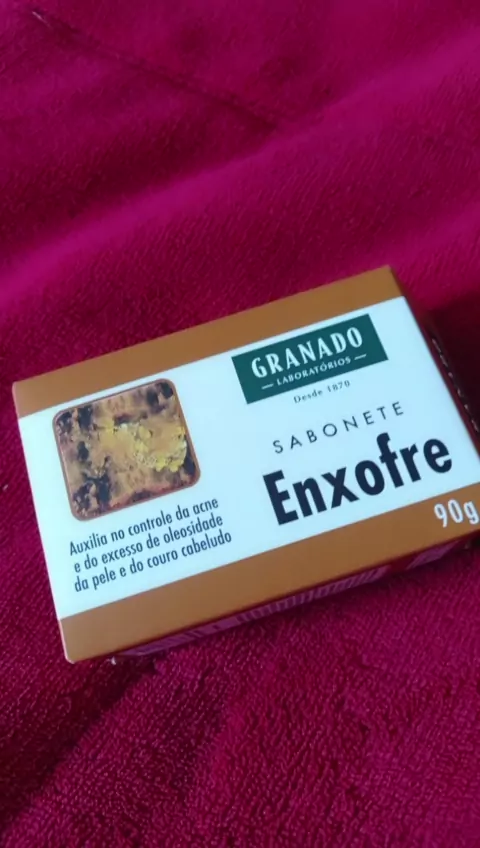 GRANADO
LABORATÓRIOS
Desde 1870
SABONETE
Enxofre
90g
Auxilia no controle da acne
e do excesso de oleosidade
da pele e do couro cabeludo